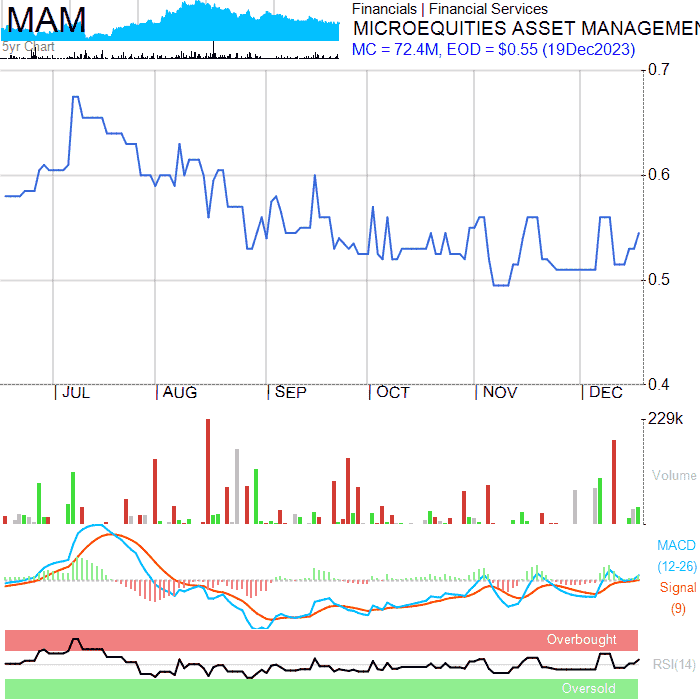 MAM
5yr Chart
Financials | Financial Services
MICROEQUITIES ASSET MANAGEMEN
MC = 72.4M, EOD = $0.55 (19Dec2023)
0.7
0.6
0.5
0.4
JUL AUG SEP OCT NOV DEC
229k
Volume
MACD
(12-26)
Signal
(9)
Overbought
RSI(14)
Oversold